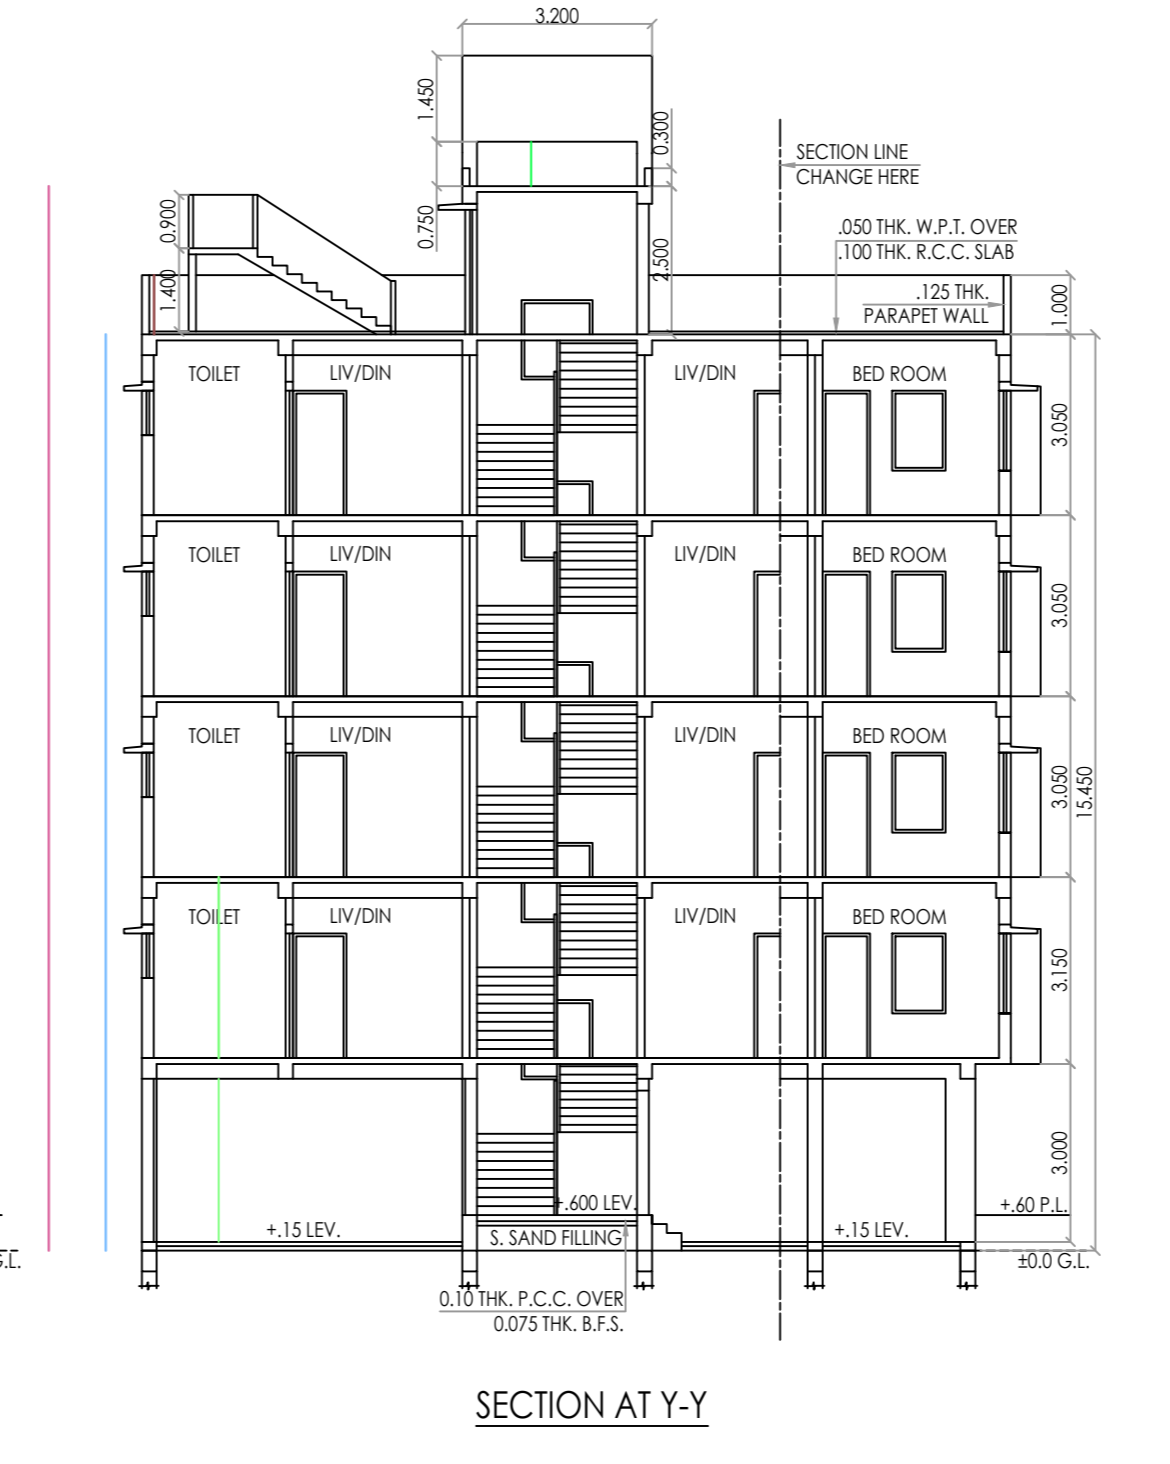 3.200
1.450
0.300
SECTION LINE
CHANGE HERE
0.900
0.750
2.500
.050 THK. W.P.T. OVER
.100 THK. R.C.C. SLAB
1.400
.125 THK.
PARAPET WALL
1.000
TOILET
LIV/DIN
LIV/DIN
BED ROOM
3.050
TOILET
LIV/DIN
LIV/DIN
BED ROOM
3.050
TOILET
LIV/DIN
LIV/DIN
BED ROOM
3.050
15.450
TOILET
LIV/DIN
LIV/DIN
BED ROOM
3.150
3.000
+.600 LEV.
+.60 P.L.
+.15 LEV.
S. SAND FILLING
+.15 LEV.
G.L.
±0.0 G.L.
0.10 THK. P.C.C. OVER
0.075 THK. B.F.S.
SECTION AT Y-Y